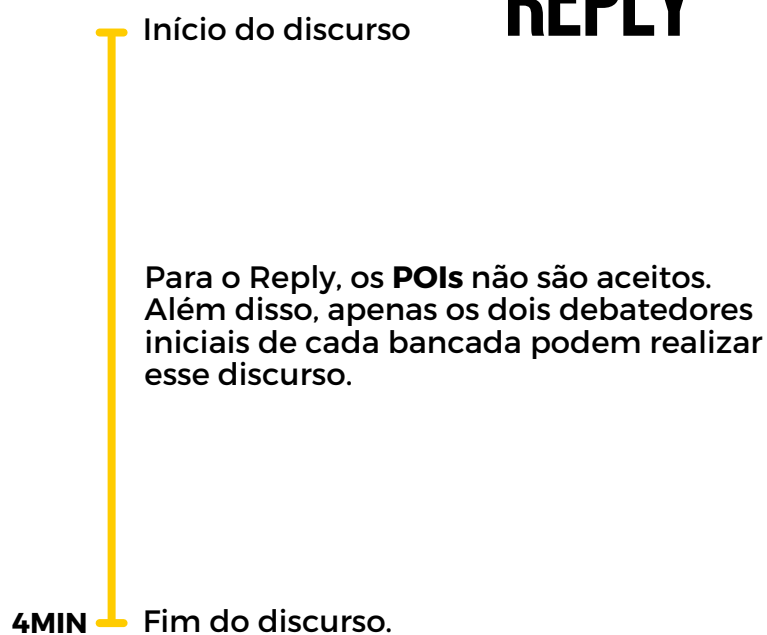 REPLY
Início do discurso
Para o Reply, os POIs não são aceitos.
Além disso, apenas os dois debatedores
iniciais de cada bancada podem realizar
esse discurso.
4MIN Fim do discurso.